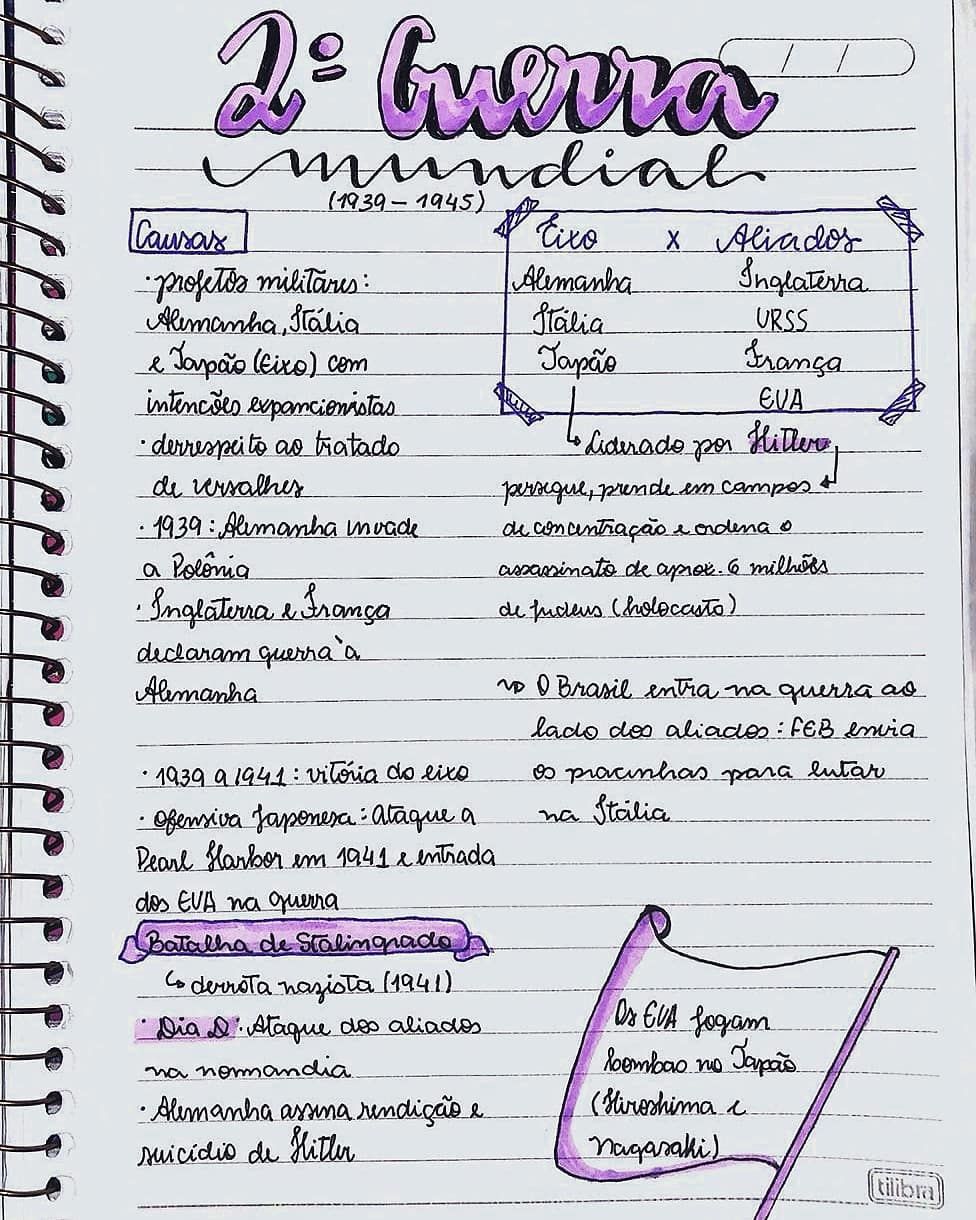 2º Guerra
mundial
(1939 - 1945)
Causas
· projetos militares:
Alemanha, Itália
e Japão (Eixo) com
intenções expancionistas
· derrespeito ao tratado
de versalhes
· 1939: Alemanha invade
a Polônia
· Inglaterra e França
declaram guerra à
Alemanha
· 1939 a 1941: vitória do eixo
· ofensiva Japonesa: Ataque a
Pearl Harbor em 1941 e entrada
dos EUA na guerra
Batalha de Stalingrado
↳ derrota nazista (1941)
· Dia D: Ataque dos aliados
na normandia
· Alemanha assina rendição e
suicídio de Hitler
Eixo x Aliados
Alemanha Inglaterra
Itália URSS
Japão França
EUA
↳ Liderado por Hitler
persegue, prende em campos
de concentração e ordena o
assassinato de aprox. 6 milhões
de judeus (holocasto)
~> O Brasil entra na guerra ao
lado dos aliados: FEB envia
os pracinhas para lutar
na Itália
Os EUA jogam
bombas no Japão
(Hiroshima e
Nagasaki)
tilibra